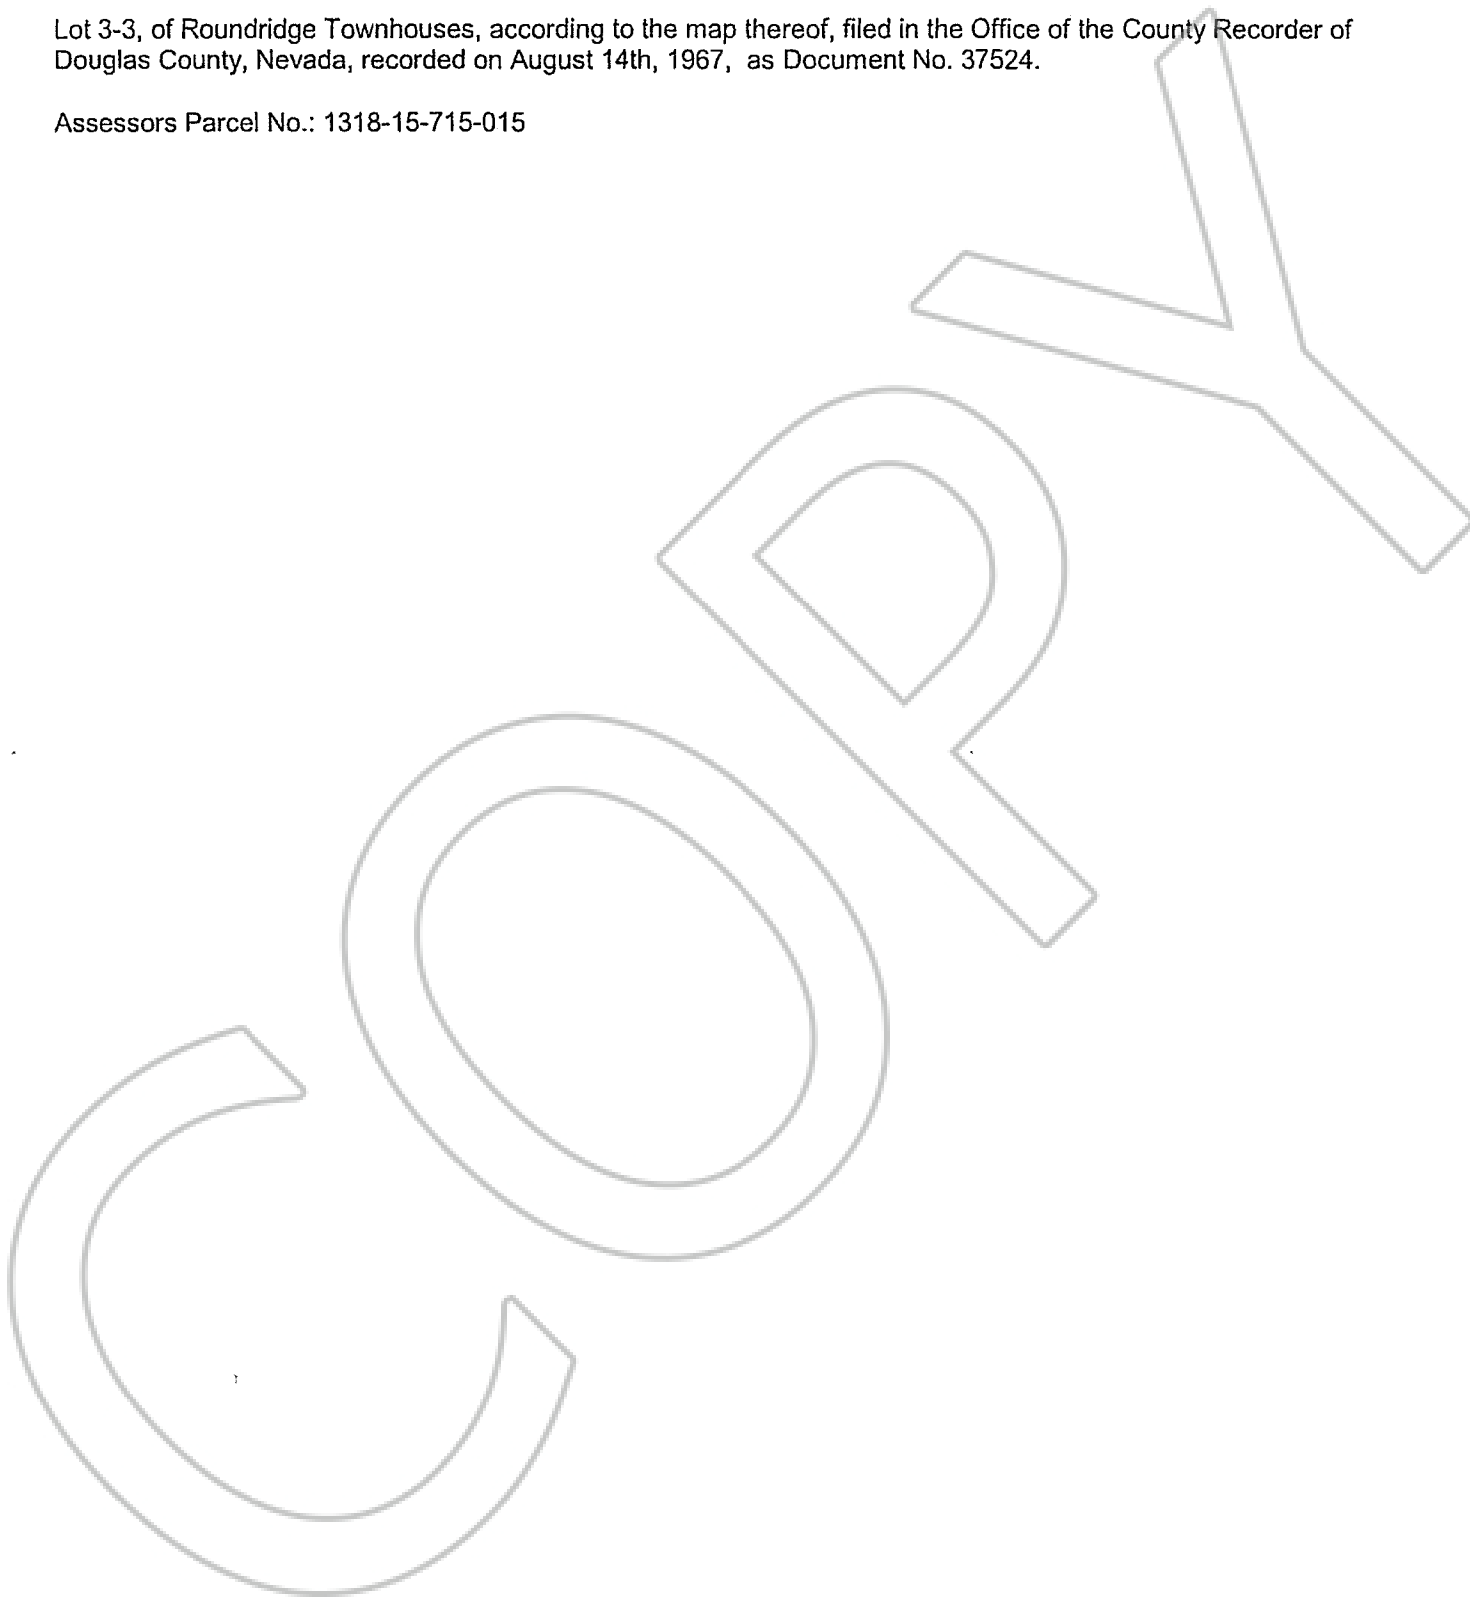 Lot 3-3, of Roundridge Townhouses, according to the map thereof, filed in the Office of the County Recorder of
Douglas County, Nevada, recorded on August 14th, 1967,  as Document No. 37524.
Assessors Parcel No.: 1318-15-715-015
COPY